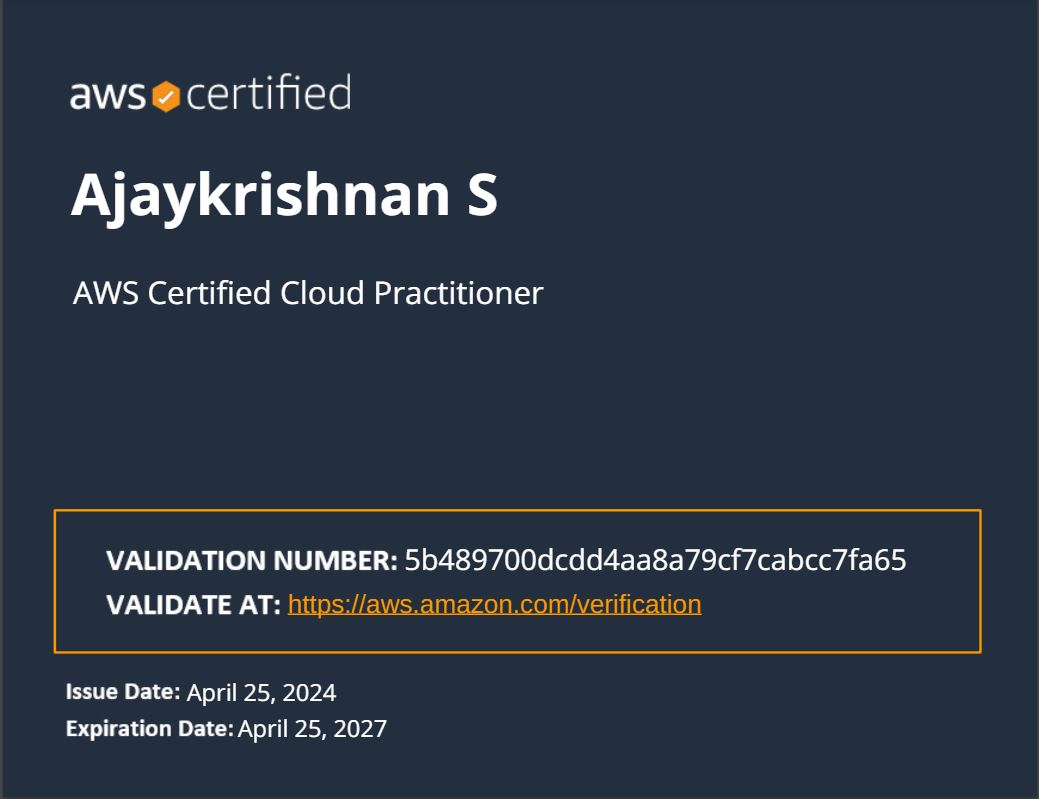 aws certified
Ajaykrishnan S
AWS Certified Cloud Practitioner
VALIDATION NUMBER: 5b489700dcdd4aa8a79cf7cabcc7fa65
VALIDATE AT: https://aws.amazon.com/verification
Issue Date: April 25, 2024
Expiration Date: April 25, 2027